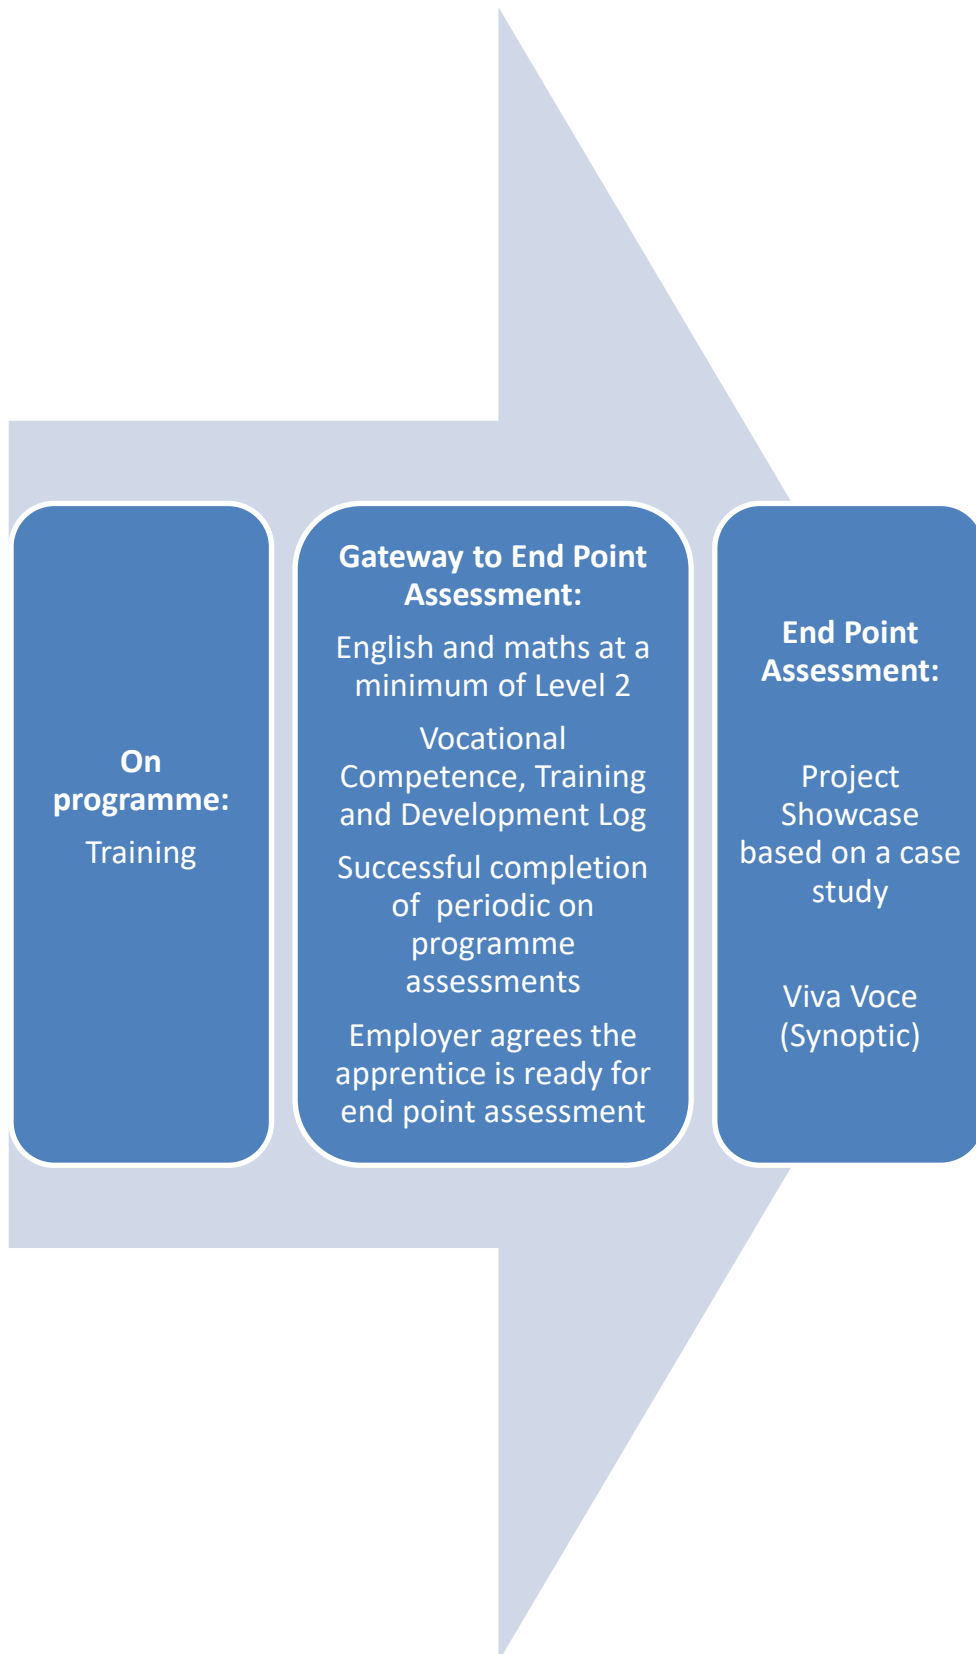 On
programme:
Training
Gateway to End Point
Assessment:
English and maths at a
minimum of Level 2
Vocational
Competence, Training
and Development Log
Successful completion
of  periodic on
programme
assessments
Employer agrees the
apprentice is ready for
end point assessment
End Point
Assessment:
Project
Showcase
based on a case
study
Viva Voce
(Synoptic)